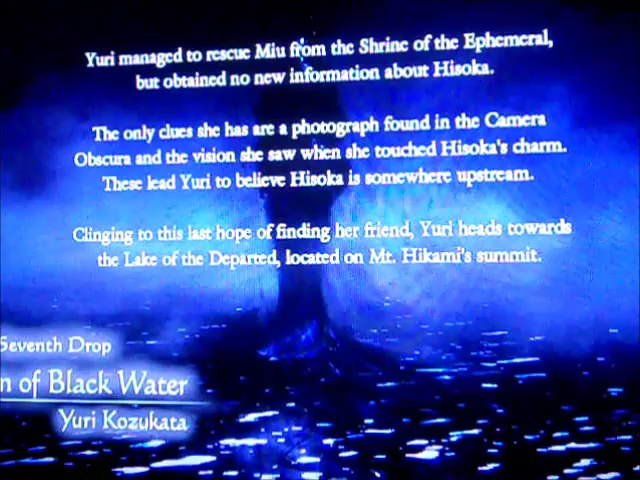 Yuri managed to rescue Miu from the Shrine of the Ephemeral,
but obtained no new information about Hisoka.
The only clues she has are a photograph found in the Camera
Obscura and the vision she saw when she touched Hisoka's charm.
These lead Yuri to believe Hisoka is somewhere upstream.
Clinging to this last hope of finding her friend, Yuri heads towards
the Lake of the Departed, located on Mt. Hikami's summit.
Seventh Drop
n of Black Water
Yuri Kozukata